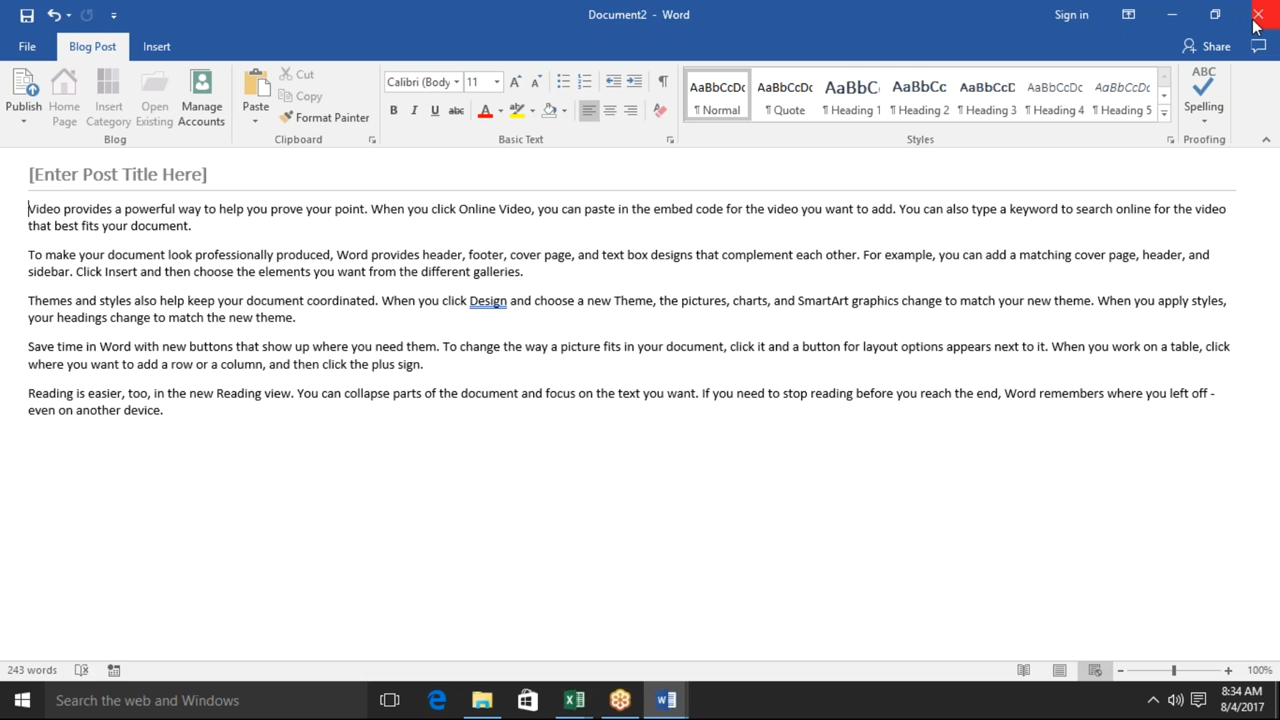 Document2 - Word
Sign in
File
Blog Post
Insert
Share
Publish
Home Page
Insert Category
Open Existing
Manage Accounts
Blog
Paste
Cut
Copy
Format Painter
Clipboard
Calibri (Body
11
B I U abc
A
Basic Text
AaBbCcDc
¶ Normal
AaBbCcDc
¶ Quote
AaBbC
¶ Heading 1
AaBbCc
¶ Heading 2
AaBbCcD
¶ Heading 3
AaBbCcDc
¶ Heading 4
AaBbCcDc
¶ Heading 5
Styles
ABC
Spelling
Proofing
[Enter Post Title Here]
Video provides a powerful way to help you prove your point. When you click Online Video, you can paste in the embed code for the video you want to add. You can also type a keyword to search online for the video
that best fits your document.
To make your document look professionally produced, Word provides header, footer, cover page, and text box designs that complement each other. For example, you can add a matching cover page, header, and
sidebar. Click Insert and then choose the elements you want from the different galleries.
Themes and styles also help keep your document coordinated. When you click Design and choose a new Theme, the pictures, charts, and SmartArt graphics change to match your new theme. When you apply styles,
your headings change to match the new theme.
Save time in Word with new buttons that show up where you need them. To change the way a picture fits in your document, click it and a button for layout options appears next to it. When you work on a table, click
where you want to add a row or a column, and then click the plus sign.
Reading is easier, too, in the new Reading view. You can collapse parts of the document and focus on the text you want. If you need to stop reading before you reach the end, Word remembers where you left off -
even on another device.
243 words
100%
Search the web and Windows
8:34 AM
8/4/2017